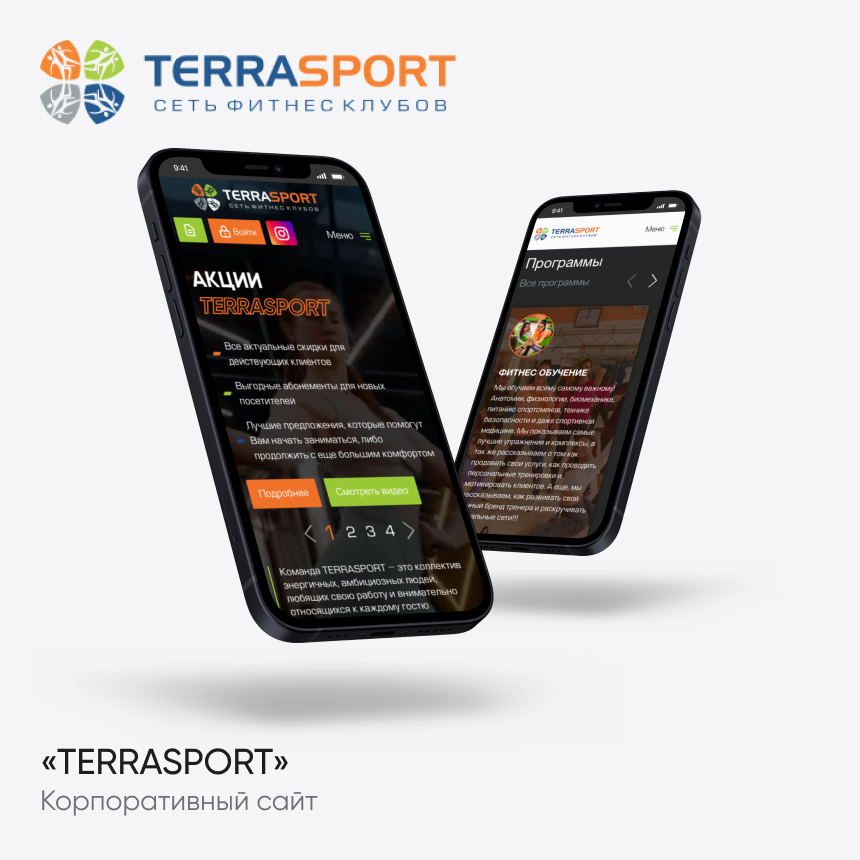 TERRASPORT
СЕТЬ ФИТНЕС КЛУБОВ
9:41
TERRASPORT
СЕТЬ ФИТНЕС КЛУБОВ
Войти
Меню
АКЦИИ
TERRASPORT
Все актуальные скидки для
действующих клиентов
Выгодные абонементы для новых
посетителей
Лучшие предложения, которые помогут
Вам начать заниматься, либо
продолжить с еще большим комфортом
Подробнее
Смотреть видео
1 2 3 4
Команда TERRASPORT – это коллектив
энергичных, амбициозных людей,
любящих свою работу и внимательно
относящихся к каждому гостю
9:41
TERRASPORT
СЕТЬ ФИТНЕС КЛУБОВ
Меню
Программы
Все программы
ФИТНЕС ОБУЧЕНИЕ
Мы обучаем всему самому важному!
Анатомии, физиологии, биомеханике,
питанию спортсменов, технике
безопасности и даже спортивной
медицине. Мы показываем самые
лучшие упражнения и комплексы, а
так же рассказываем о том как
продавать свои услуги, как проводить
персональные тренировки и
мотивировать клиентов. А еще, мы
рассказываем, как развивать свой
бренд тренера и раскручивать
сети!!!
«TERRASPORT»
Корпоративный сайт